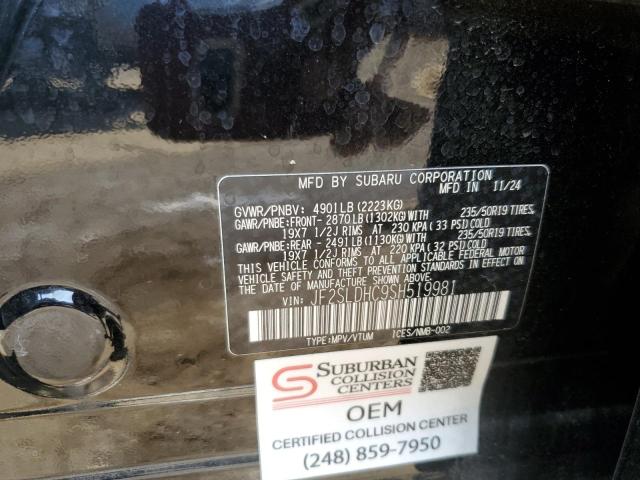 MFD BY SUBARU CORPORATION
MFD IN 11/24
GVWR/PNBV: 4901LB (2223KG)
GAWR/PNBE:FRONT- 2870LB(1302KG)WITH 235/50R19 TIRES,
19X7 1/2J RIMS AT 230 KPA (33 PSI) COLD
GAWR/PNBE:REAR - 2491LB(1130KG)WITH 235/50R19 TIRES,
19X7 1/2J RIMS AT 220 KPA (32 PSI) COLD
THIS VEHICLE CONFORMS TO ALL APPLICABLE FEDERAL MOTOR
VEHICLE SAFETY AND THEFT PREVENTION STANDARDS IN EFFECT ON
THE DATE OF MANUFACTURE SHOWN ABOVE.
VIN: JF2SLDHC9SH519981
TYPE:MPV/VTUM ICES/NMB-002
S SUBURBAN
COLLISION
CENTERS
OEM
CERTIFIED COLLISION CENTER
(248) 859-7950